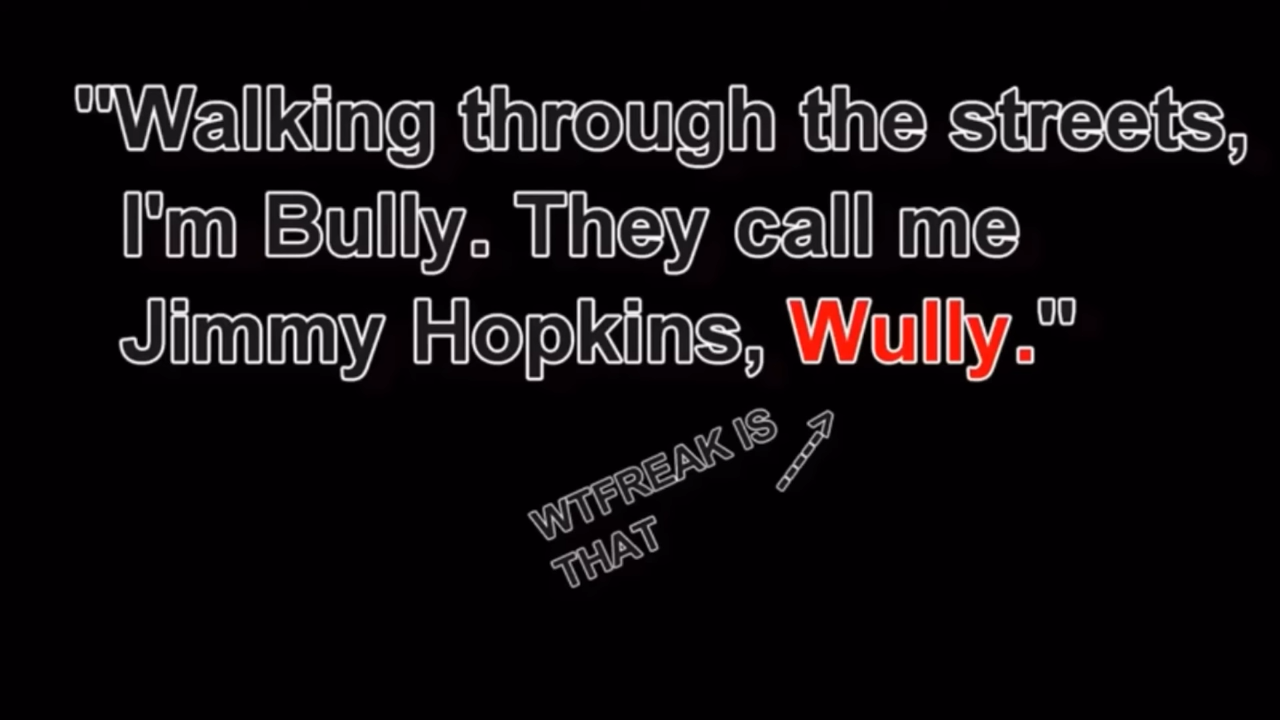 "Walking through the streets,
I'm Bully. They call me
Jimmy Hopkins, Wully."
WTFREAK IS
THAT